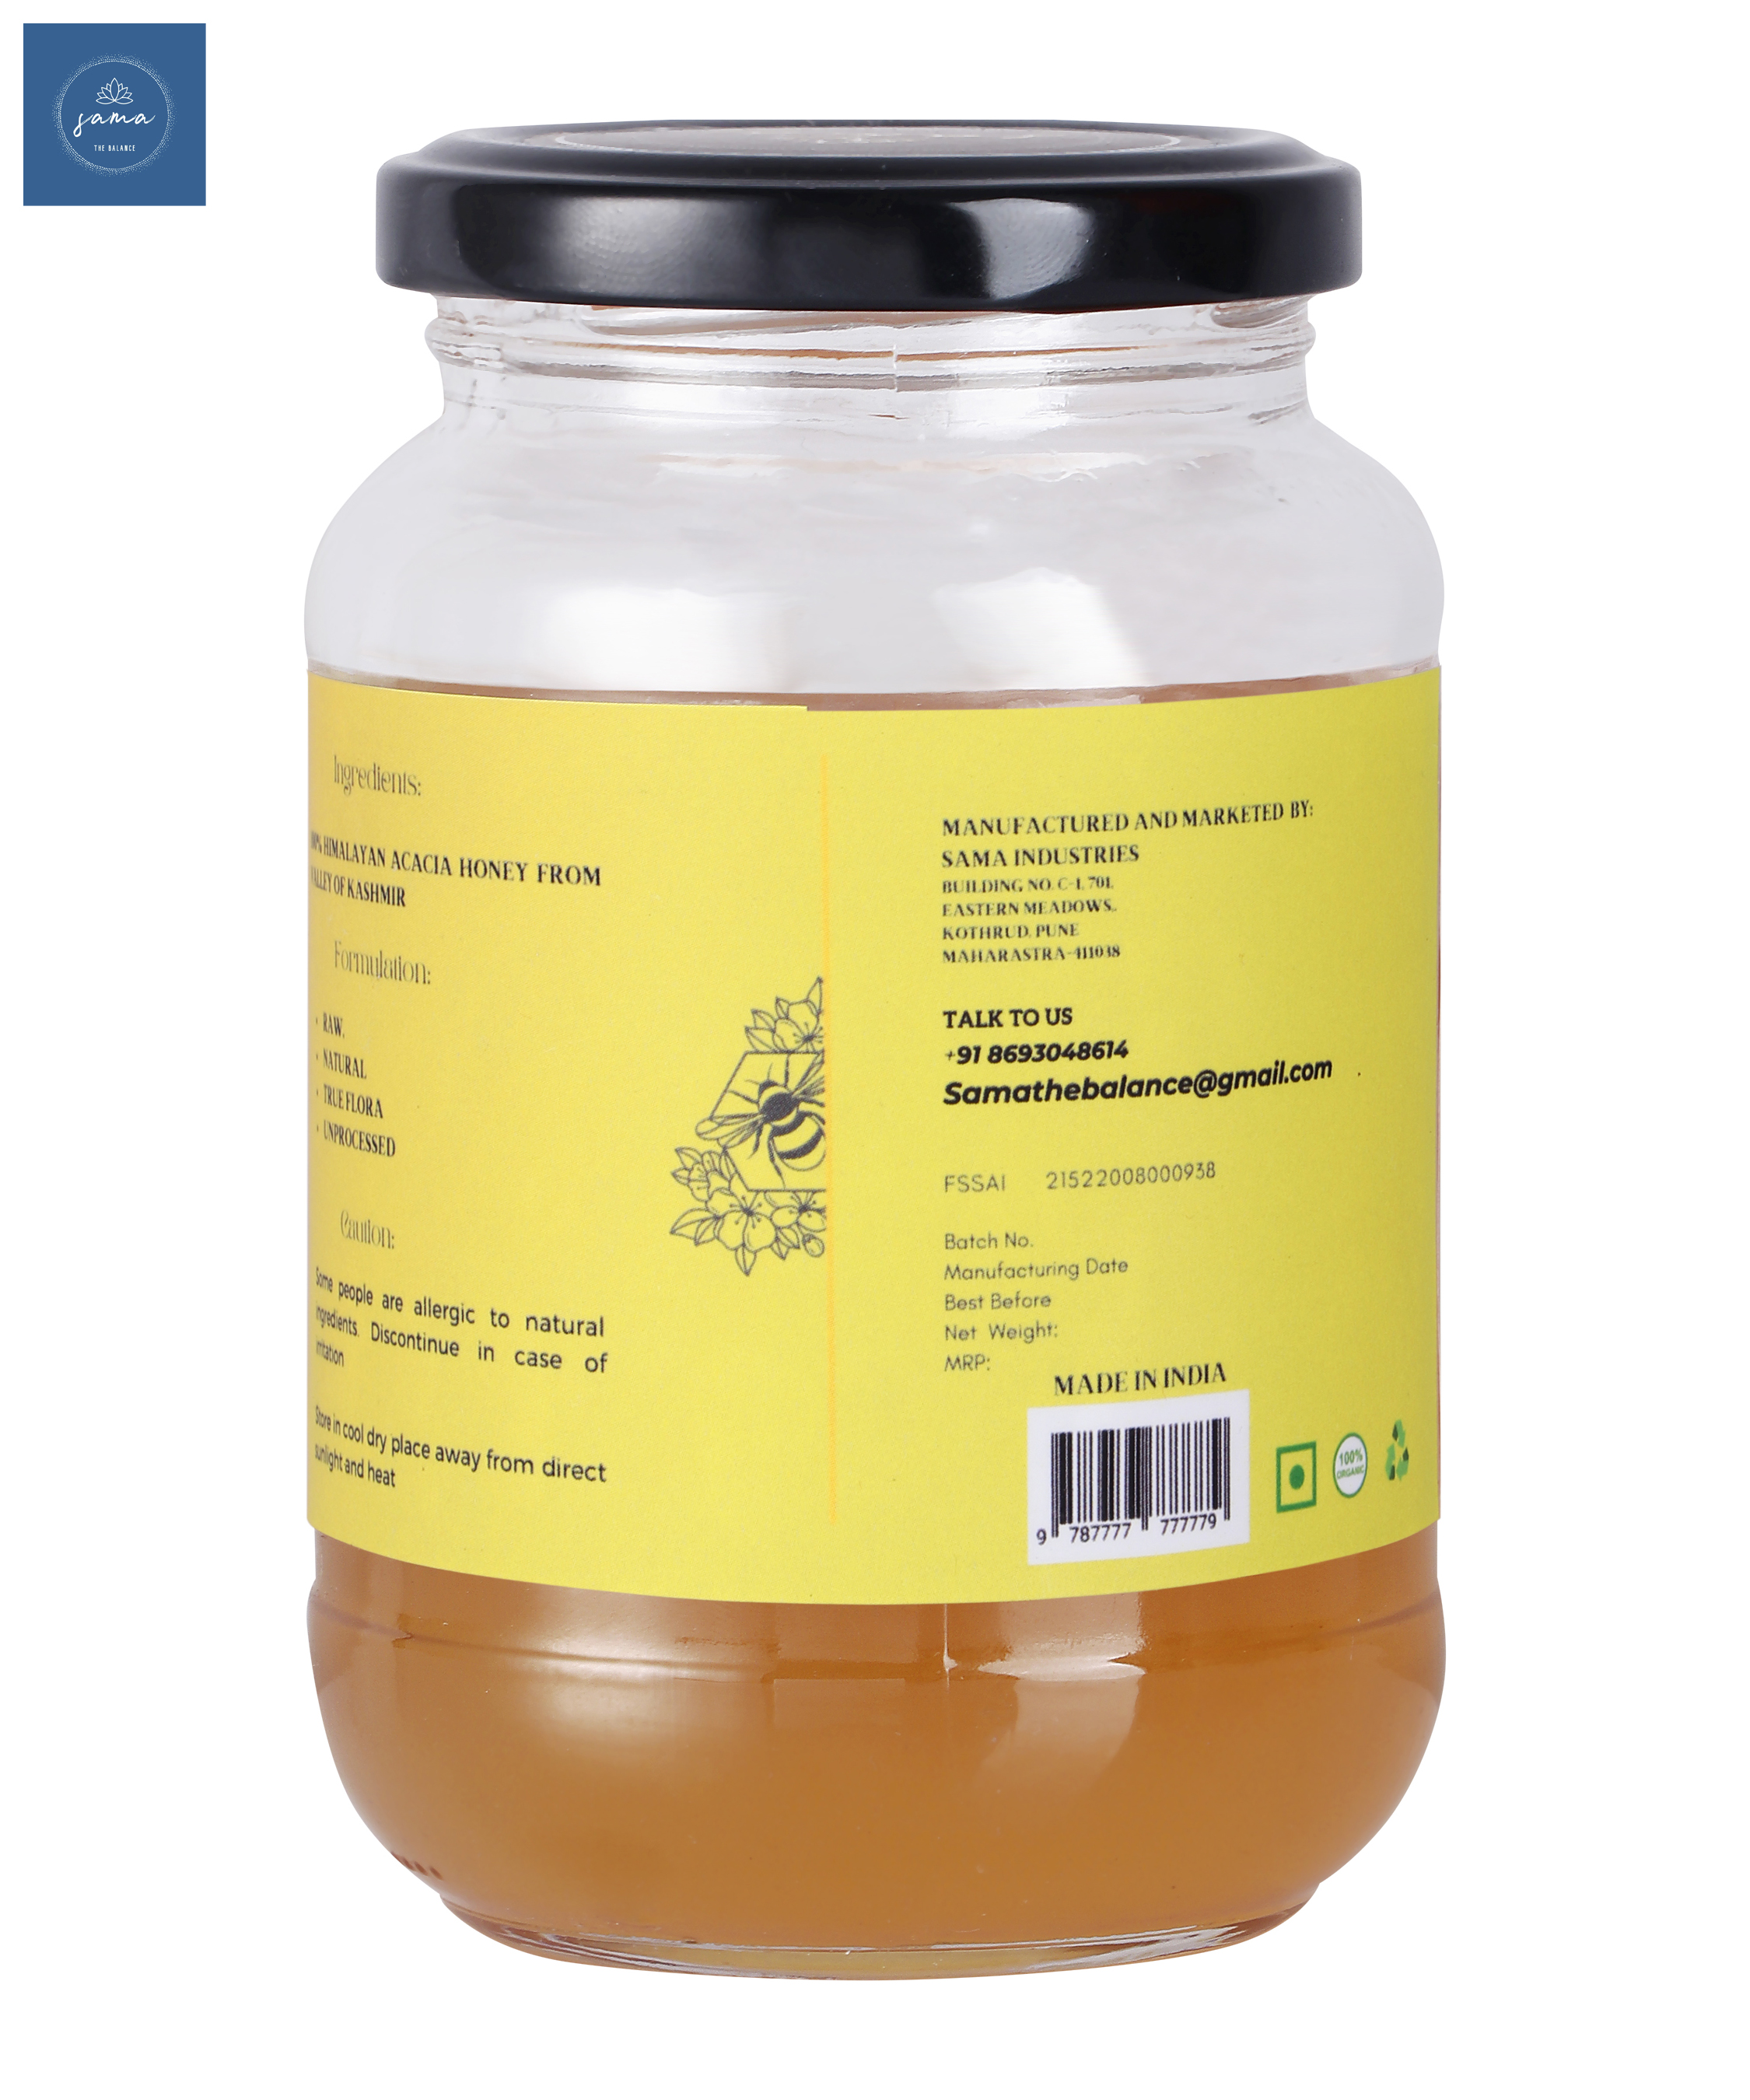 sama
THE BALANCE
Ingredients:
100% HIMALAYAN ACACIA HONEY FROM
VALLEY OF KASHMIR
Formulation:
• RAW,
• NATURAL
• TRUE FLORA
• UNPROCESSED
Caution:
Some people are allergic to natural
ingredients. Discontinue in case of
irritation
Store in cool dry place away from direct
sunlight and heat
MANUFACTURED AND MARKETED BY:
SAMA INDUSTRIES
BUILDING NO. C-1, 701,
EASTERN MEADOWS,
KOTHRUD, PUNE
MAHARASTRA-411038
TALK TO US
+91 8693048614
Samathebalance@gmail.com
FSSAI 21522008000938
Batch No.
Manufacturing Date
Best Before
Net Weight:
MRP:
MADE IN INDIA
9 787777 777779
100%
ORGANIC